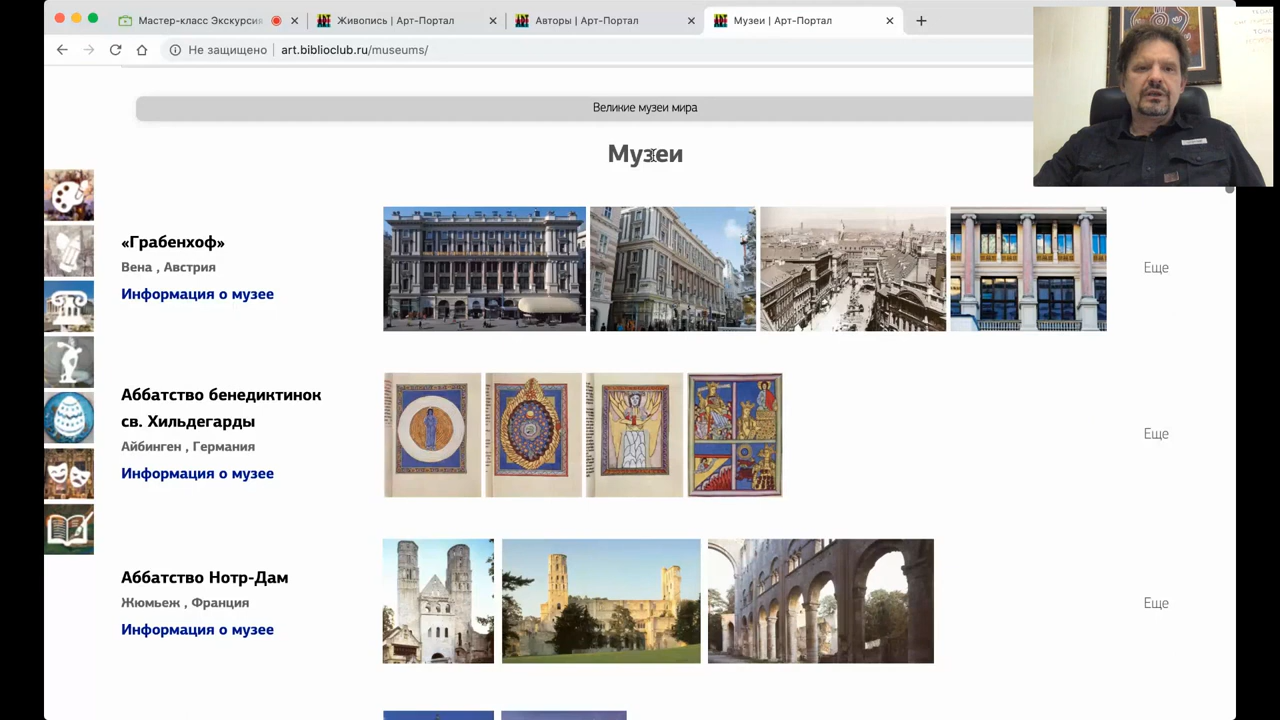 Мастер-класс Экскурсия
Живопись | Арт-Портал
Авторы | Арт-Портал
Музеи | Арт-Портал
Не защищено
art.biblioclub.ru/museums/
Великие музеи мира
Музеи
«Грабенхоф»
Вена , Австрия
Информация о музее
Еще
Аббатство бенедиктинок
св. Хильдегарды
Айбинген , Германия
Информация о музее
Еще
Аббатство Нотр-Дам
Жюмьеж , Франция
Информация о музее
Еще